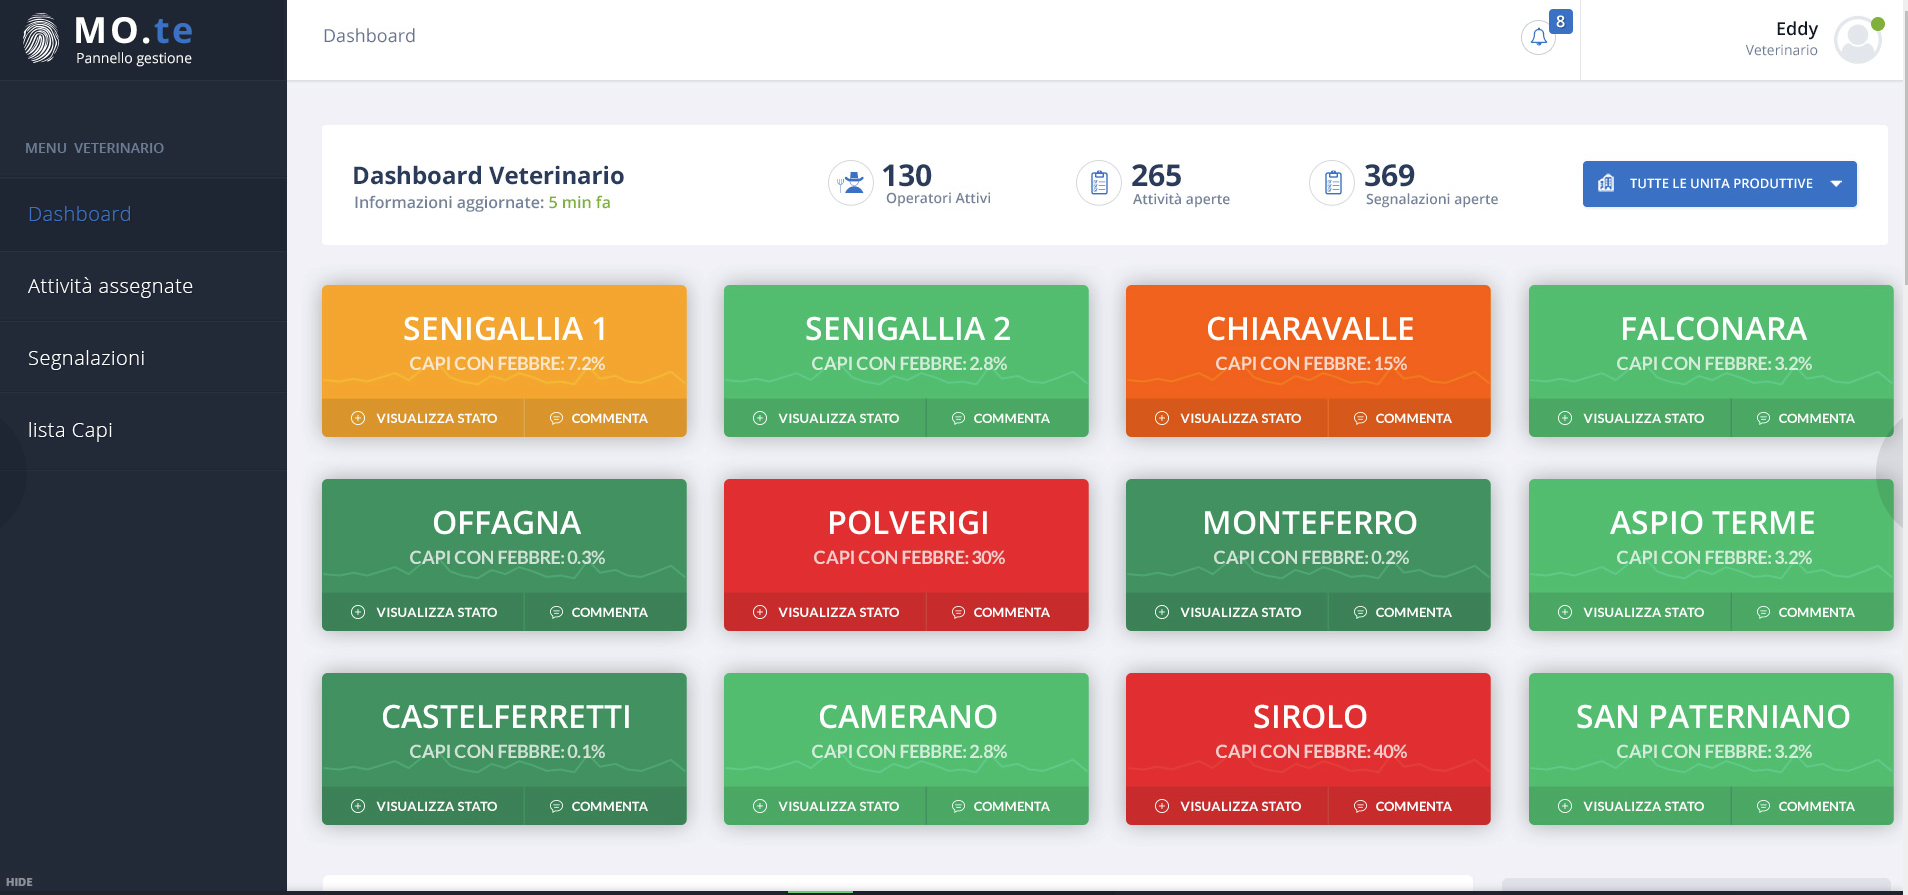 MO.te
Pannello gestione
MENU VETERINARIO
Dashboard
Attività assegnate
Segnalazioni
lista Capi
HIDE
Dashboard
8
Eddy
Veterinario
Dashboard Veterinario
Informazioni aggiornate: 5 min fa
130
Operatori Attivi
265
Attività aperte
369
Segnalazioni aperte
TUTTE LE UNITA PRODUTTIVE
SENIGALLIA 1
CAPI CON FEBBRE: 7.2%
VISUALIZZA STATO COMMENTA
SENIGALLIA 2
CAPI CON FEBBRE: 2.8%
VISUALIZZA STATO COMMENTA
CHIARAVALLE
CAPI CON FEBBRE: 15%
VISUALIZZA STATO COMMENTA
FALCONARA
CAPI CON FEBBRE: 3.2%
VISUALIZZA STATO COMMENTA
OFFAGNA
CAPI CON FEBBRE: 0.3%
VISUALIZZA STATO COMMENTA
POLVERIGI
CAPI CON FEBBRE: 30%
VISUALIZZA STATO COMMENTA
MONTEFERRO
CAPI CON FEBBRE: 0.2%
VISUALIZZA STATO COMMENTA
ASPIO TERME
CAPI CON FEBBRE: 3.2%
VISUALIZZA STATO COMMENTA
CASTELFERRETTI
CAPI CON FEBBRE: 0.1%
VISUALIZZA STATO COMMENTA
CAMERANO
CAPI CON FEBBRE: 2.8%
VISUALIZZA STATO COMMENTA
SIROLO
CAPI CON FEBBRE: 40%
VISUALIZZA STATO COMMENTA
SAN PATERNIANO
CAPI CON FEBBRE: 3.2%
VISUALIZZA STATO COMMENTA